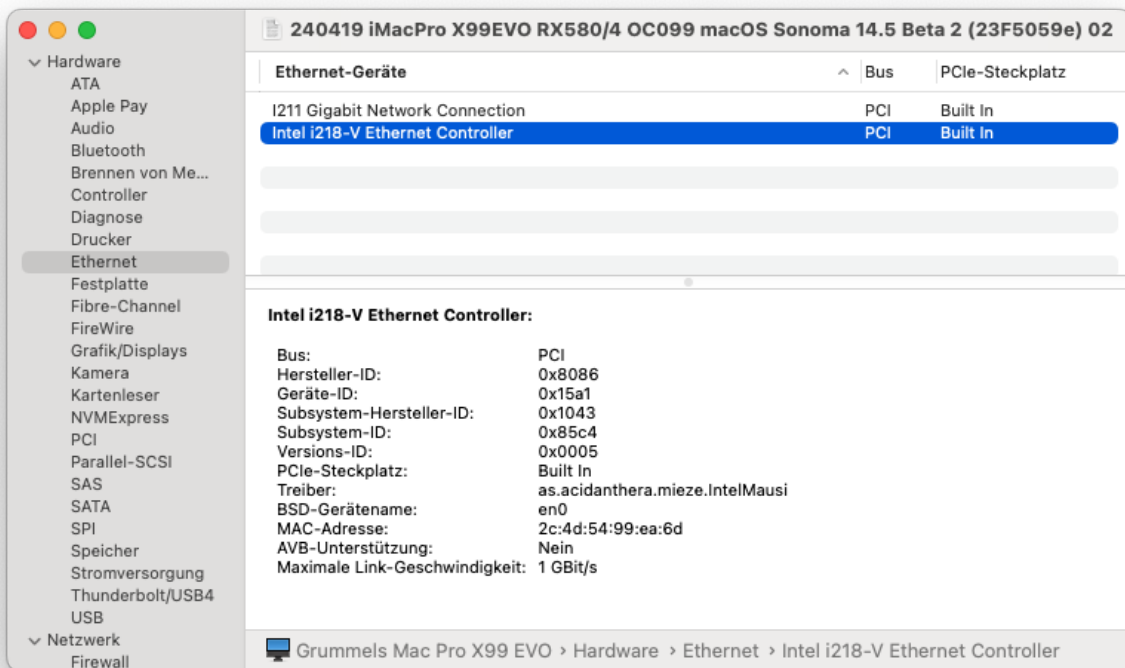 240419 iMacPro X99EVO RX580/4 OC099 macOS Sonoma 14.5 Beta 2 (23F5059e) 02
Hardware
ATA
Apple Pay
Audio
Bluetooth
Brennen von Me...
Controller
Diagnose
Drucker
Ethernet
Festplatte
Fibre-Channel
FireWire
Grafik/Displays
Kamera
Kartenleser
NVMExpress
PCI
Parallel-SCSI
SAS
SATA
SPI
Speicher
Stromversorgung
Thunderbolt/USB4
USB
Netzwerk
Firewall
Ethernet-Geräte Bus PCIe-Steckplatz
I211 Gigabit Network Connection PCI Built In
Intel i218-V Ethernet Controller PCI Built In
Intel i218-V Ethernet Controller:
Bus: PCI
Hersteller-ID: 0x8086
Geräte-ID: 0x15a1
Subsystem-Hersteller-ID: 0x1043
Subsystem-ID: 0x85c4
Versions-ID: 0x0005
PCIe-Steckplatz: Built In
Treiber: as.acidanthera.mieze.IntelMausi
BSD-Gerätename: en0
MAC-Adresse: 2c:4d:54:99:ea:6d
AVB-Unterstützung: Nein
Maximale Link-Geschwindigkeit: 1 GBit/s
Grummels Mac Pro X99 EVO › Hardware › Ethernet › Intel i218-V Ethernet Controller